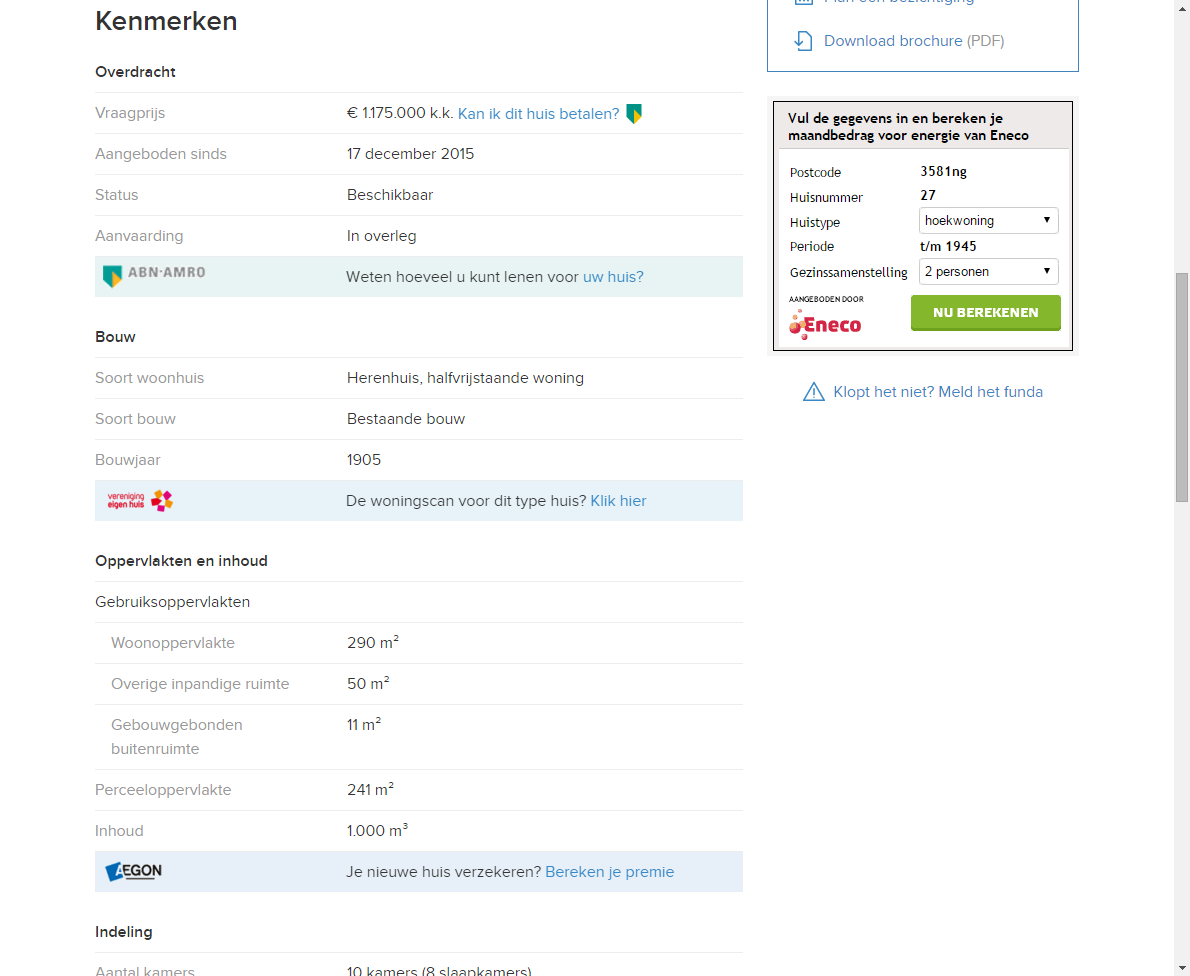 Kenmerken
Overdracht
Vraagprijs € 1.175.000 k.k. Kan ik dit huis betalen?
Aangeboden sinds 17 december 2015
Status Beschikbaar
Aanvaarding In overleg
ABN·AMRO Weten hoeveel u kunt lenen voor uw huis?
Bouw
Soort woonhuis Herenhuis, halfvrijstaande woning
Soort bouw Bestaande bouw
Bouwjaar 1905
vereniging
eigen huis
De woningscan voor dit type huis? Klik hier
Oppervlakten en inhoud
Gebruiksoppervlakten
Woonoppervlakte 290 m²
Overige inpandige ruimte 50 m²
Gebouwgebonden 11 m²
buitenruimte
Perceeloppervlakte 241 m²
Inhoud 1.000 m³
AEGON Je nieuwe huis verzekeren? Bereken je premie
Indeling
Aantal kamers 10 kamers (8 slaapkamers)
Plan een bezichtiging
Download brochure (PDF)
Vul de gegevens in en bereken je
maandbedrag voor energie van Eneco
Postcode 3581ng
Huisnummer 27
Huistype hoekwoning
Periode t/m 1945
Gezinssamenstelling 2 personen
AANGEBODEN DOOR
Eneco
NU BEREKENEN
Klopt het niet? Meld het funda